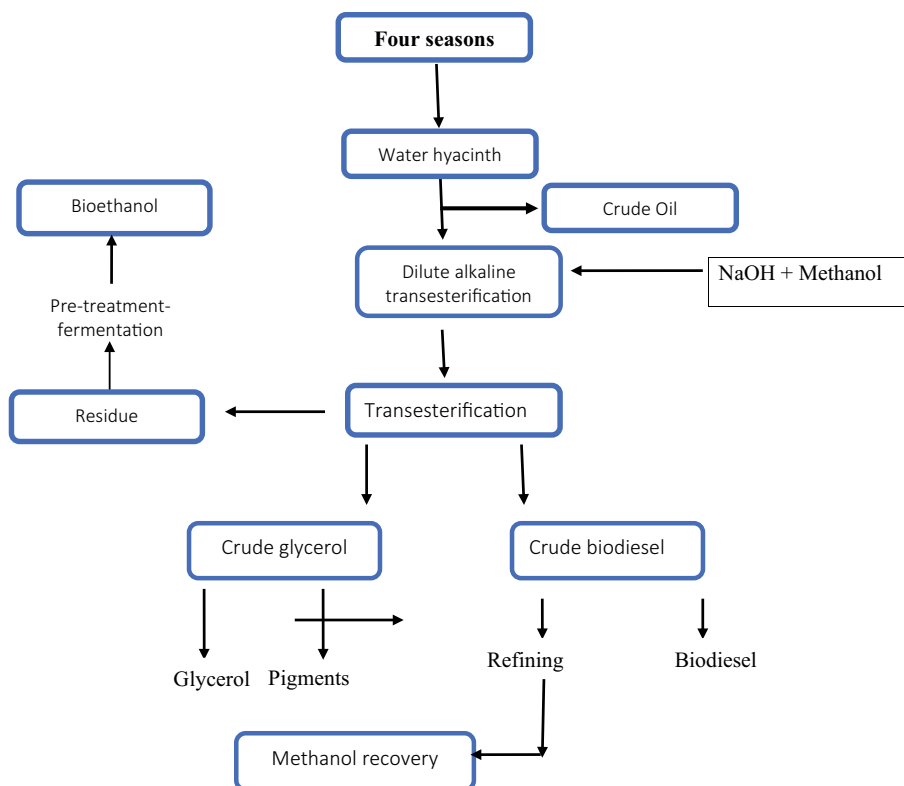 Four seasons
Water hyacinth
Bioethanol
Crude Oil
Dilute alkaline
transesterification
NaOH + Methanol
Pre-treatment-
fermentation
Residue
Transesterification
Crude glycerol
Crude biodiesel
Glycerol
Pigments
Refining
Biodiesel
Methanol recovery